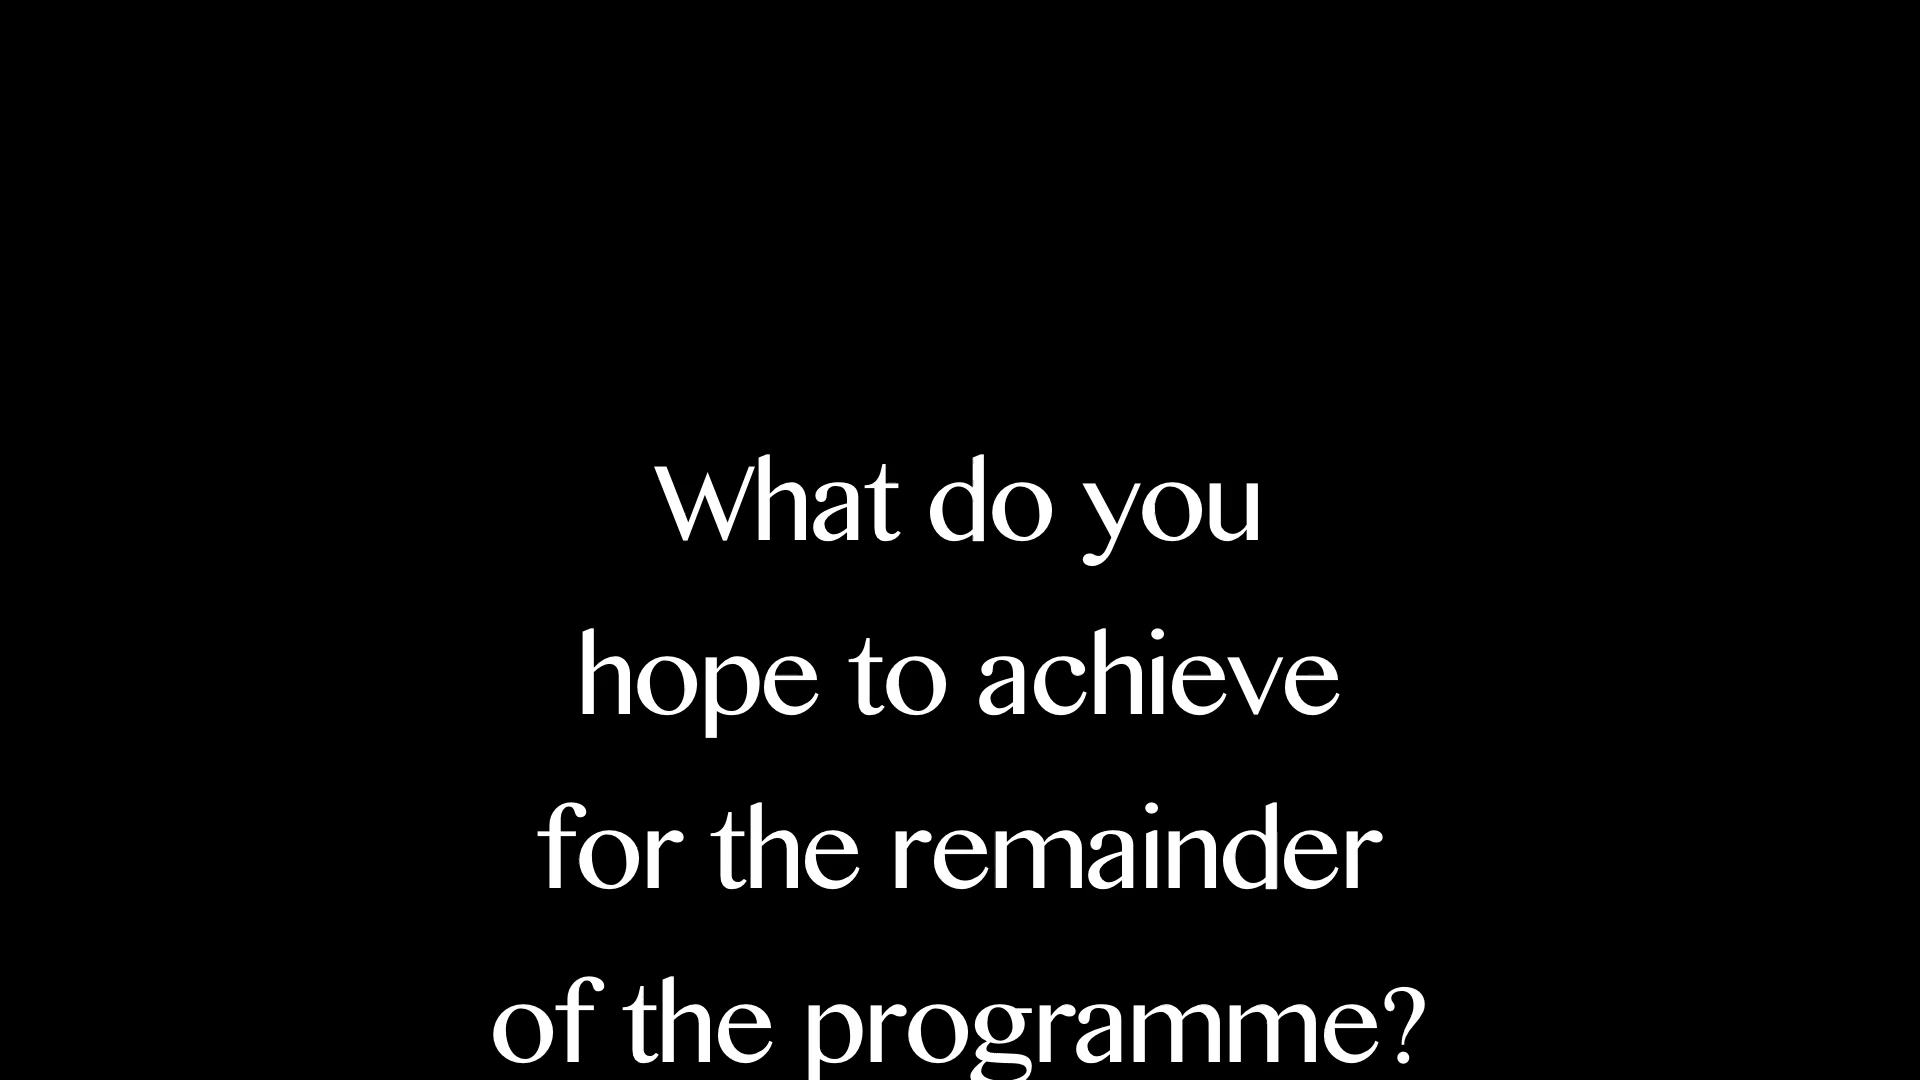 What do you
hope to achieve
for the remainder
of the programme?